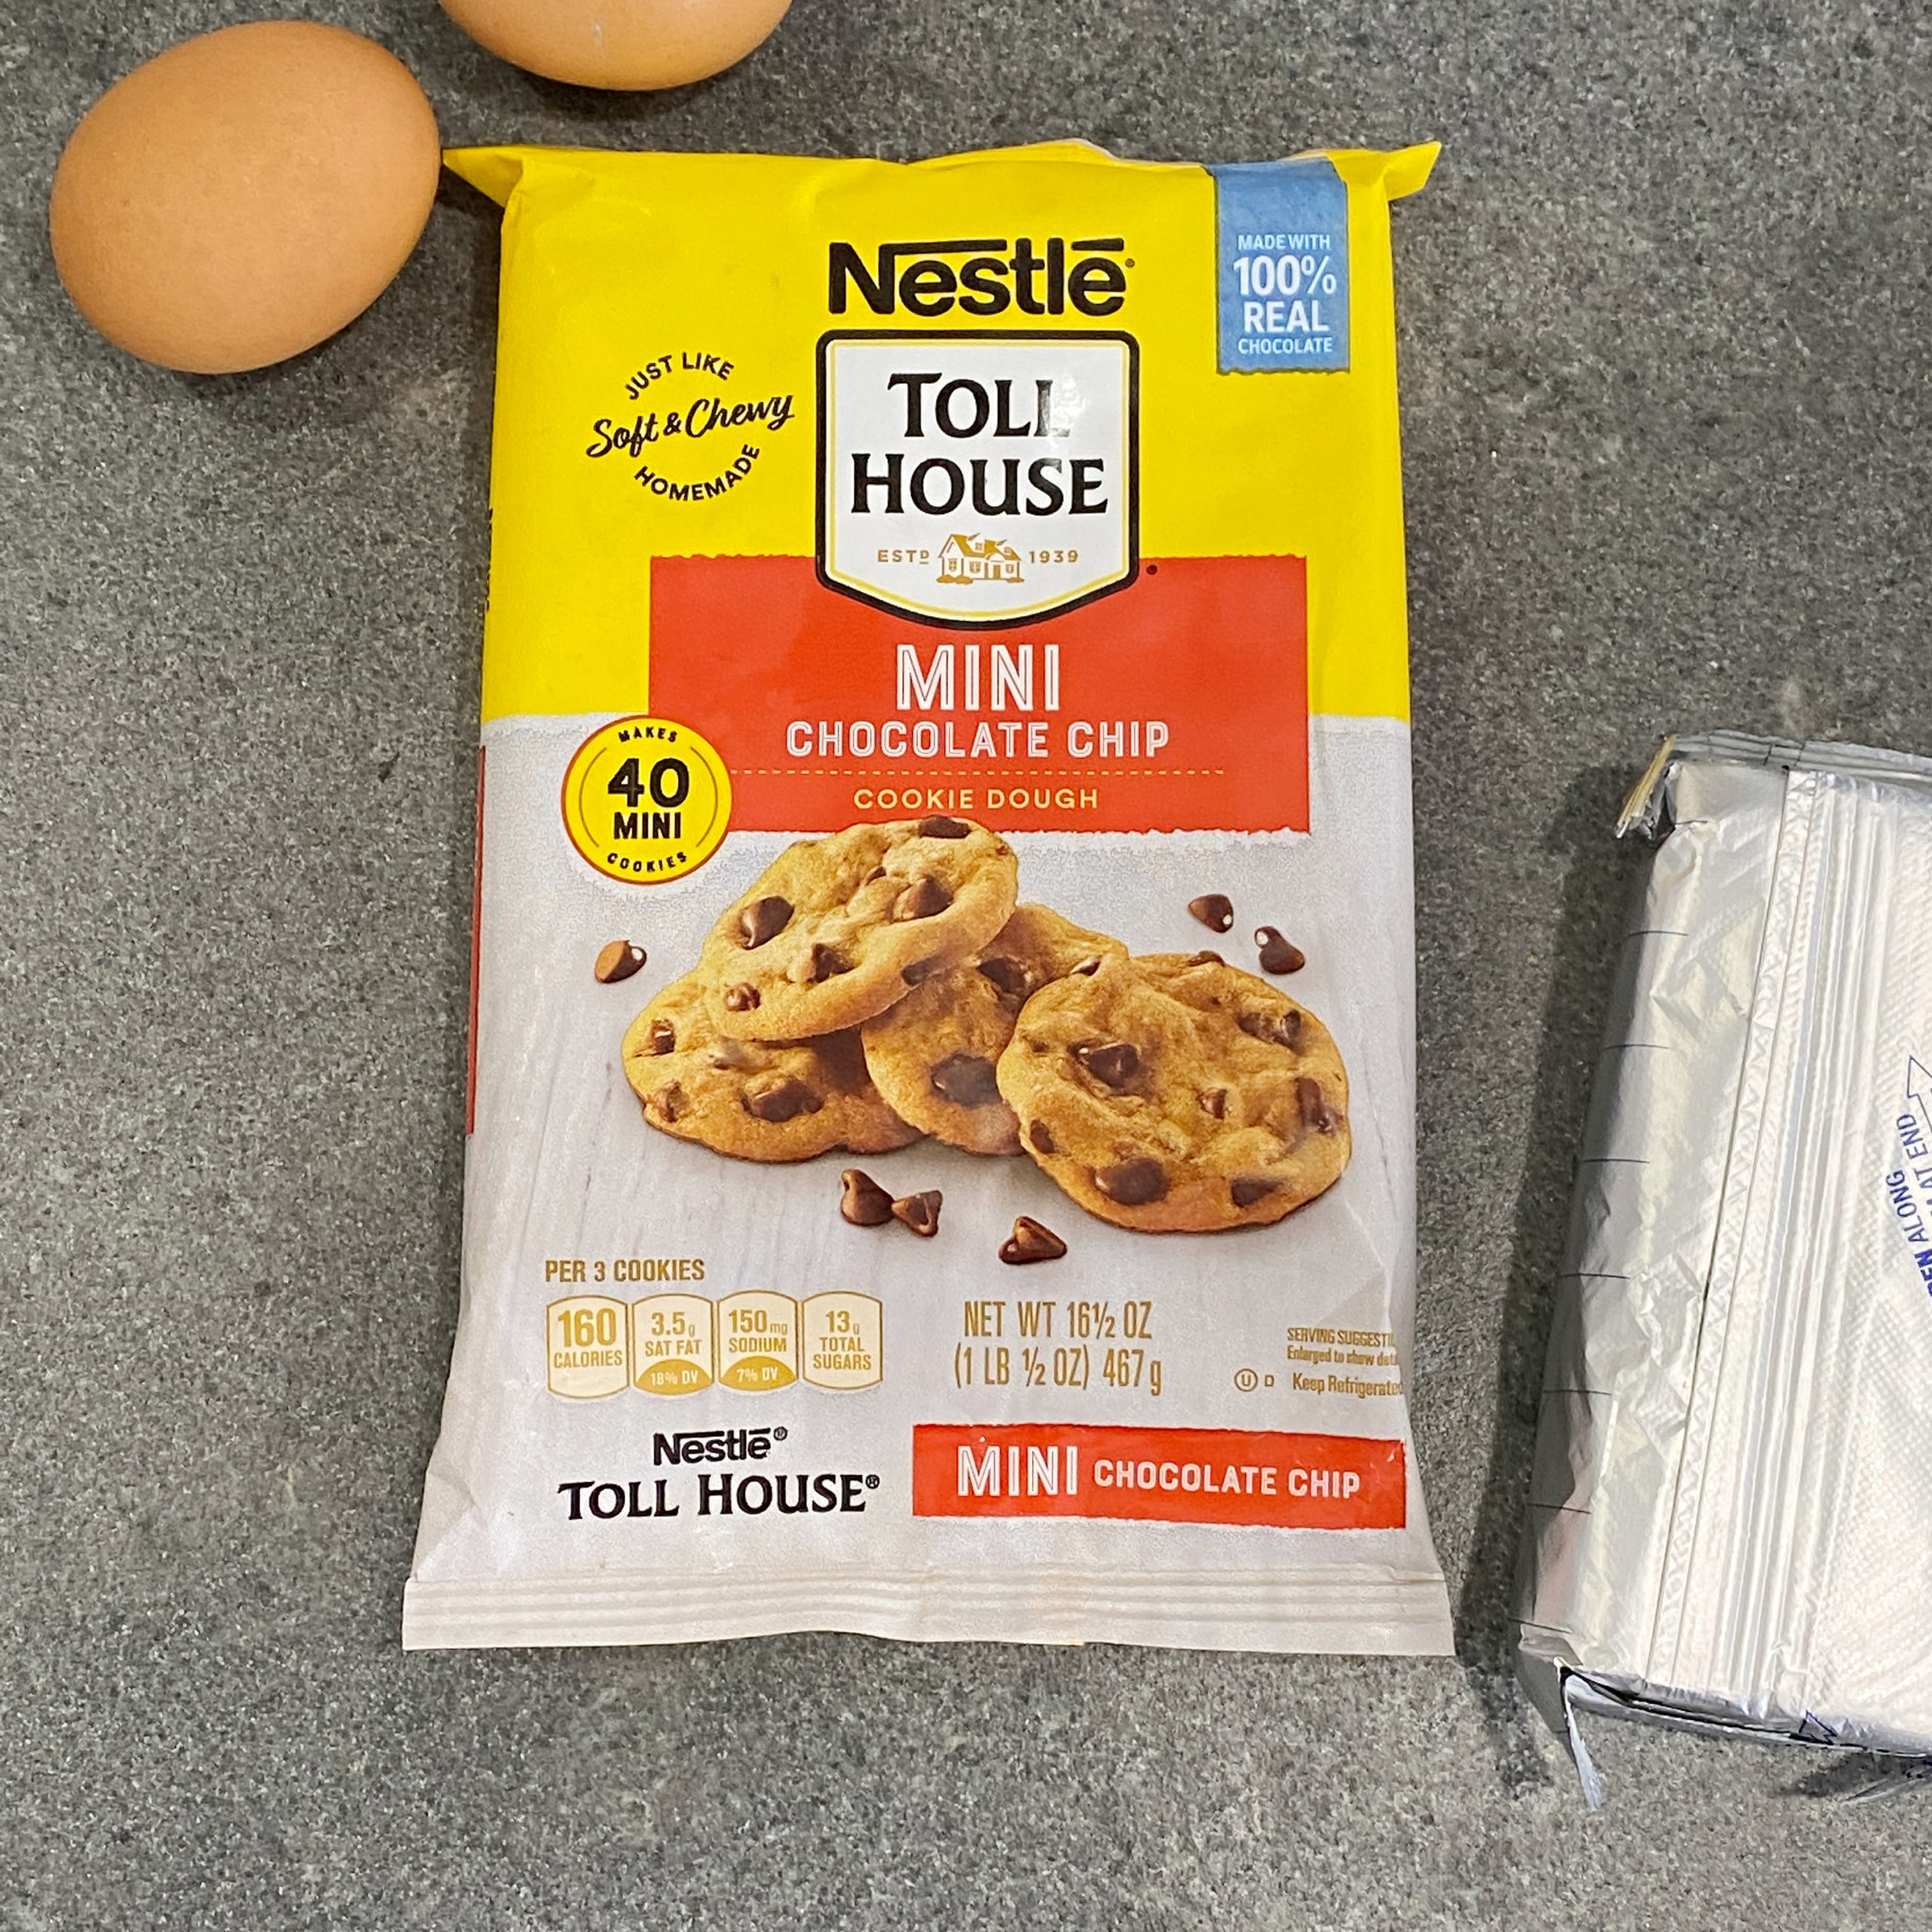 Nestlé
MADE WITH
100%
REAL
CHOCOLATE
JUST LIKE
Soft & Chewy
HOMEMADE
TOLL
HOUSE
ESTD 1939
MINI
CHOCOLATE CHIP
COOKIE DOUGH
MAKES
40
MINI
COOKIES
PER 3 COOKIES
160
CALORIES
3.5g
SAT FAT
18% DV
150mg
SODIUM
7% DV
13g
TOTAL
SUGARS
NET WT 16½ OZ
(1 LB ½ OZ) 467 g
SERVING
Enlarged to show
U D Keep Refrigerated
Nestlé®
TOLL HOUSE®
MINI CHOCOLATE CHIP
ALONG
AT END